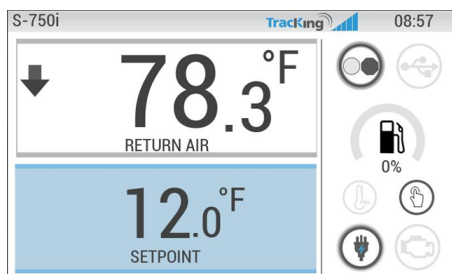 S-750i TracKing 08:57
78.3°F
RETURN AIR
0%
12.0°F
SETPOINT